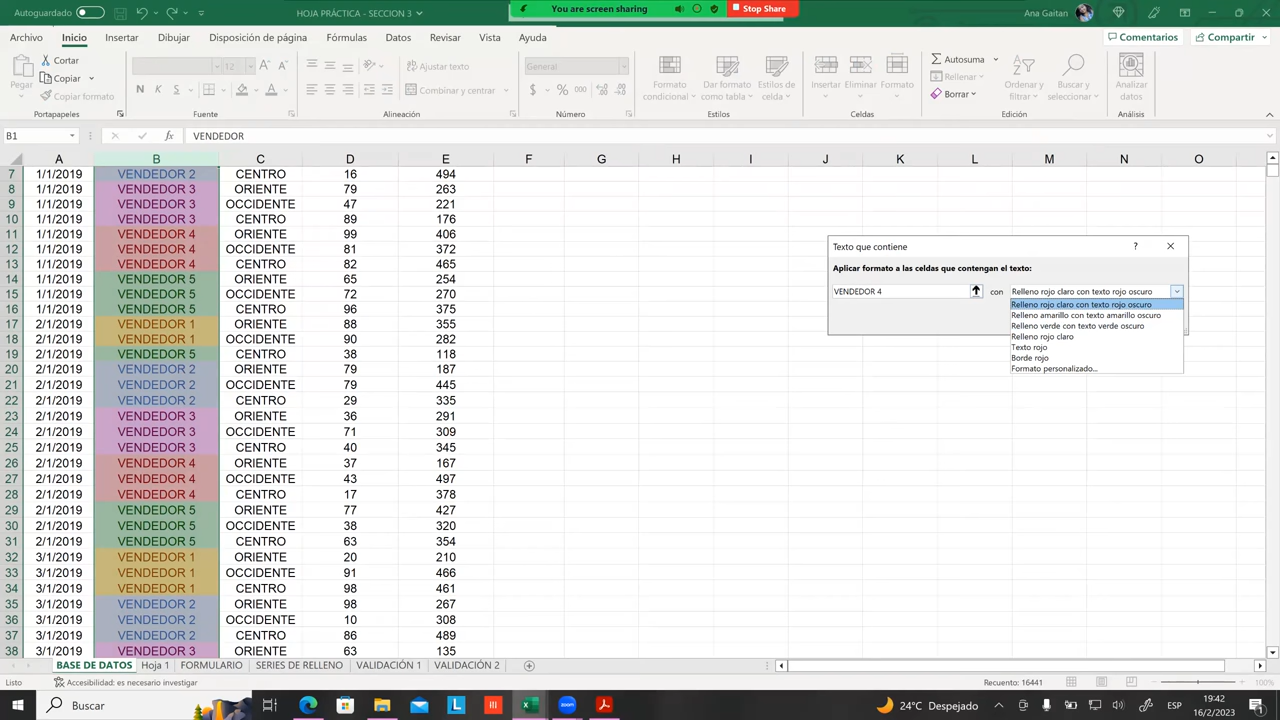 Autoguardado
HOJA PRÁCTICA - SECCION 3
You are screen sharing
Stop Share
Ana Gaitan
Archivo Inicio Insertar Dibujar Disposición de página Fórmulas Datos Revisar Vista Ayuda
Comentarios Compartir
Pegar
Cortar
Copiar
Copiar formato
Portapapeles
12
N K S
Fuente
Ajustar texto
Combinar y centrar
Alineación
General
$ % 000
Número
Formato condicional
Dar formato como tabla
Estilos de celda
Estilos
Insertar Eliminar Formato
Celdas
Autosuma
Rellenar
Borrar
Ordenar y filtrar
Buscar y seleccionar
Edición
Analizar datos
Análisis
B1 fx VENDEDOR
A B C D E F G H I J K L M N O
7 1/1/2019 VENDEDOR 2 CENTRO 16 494
8 1/1/2019 VENDEDOR 3 ORIENTE 79 263
9 1/1/2019 VENDEDOR 3 OCCIDENTE 47 221
10 1/1/2019 VENDEDOR 3 CENTRO 89 176
11 1/1/2019 VENDEDOR 4 ORIENTE 99 406
12 1/1/2019 VENDEDOR 4 OCCIDENTE 81 372
13 1/1/2019 VENDEDOR 4 CENTRO 82 465
14 1/1/2019 VENDEDOR 5 ORIENTE 65 254
15 1/1/2019 VENDEDOR 5 OCCIDENTE 72 270
16 1/1/2019 VENDEDOR 5 CENTRO 96 375
17 2/1/2019 VENDEDOR 1 ORIENTE 88 355
18 2/1/2019 VENDEDOR 1 OCCIDENTE 90 282
19 2/1/2019 VENDEDOR 5 CENTRO 38 118
20 2/1/2019 VENDEDOR 2 ORIENTE 79 187
21 2/1/2019 VENDEDOR 2 OCCIDENTE 79 445
22 2/1/2019 VENDEDOR 2 CENTRO 29 335
23 2/1/2019 VENDEDOR 3 ORIENTE 36 291
24 2/1/2019 VENDEDOR 3 OCCIDENTE 71 309
25 2/1/2019 VENDEDOR 3 CENTRO 40 345
26 2/1/2019 VENDEDOR 4 ORIENTE 37 167
27 2/1/2019 VENDEDOR 4 OCCIDENTE 43 497
28 2/1/2019 VENDEDOR 4 CENTRO 17 378
29 2/1/2019 VENDEDOR 5 ORIENTE 77 427
30 2/1/2019 VENDEDOR 5 OCCIDENTE 38 320
31 2/1/2019 VENDEDOR 5 CENTRO 63 354
32 3/1/2019 VENDEDOR 1 ORIENTE 20 210
33 3/1/2019 VENDEDOR 1 OCCIDENTE 91 466
34 3/1/2019 VENDEDOR 1 CENTRO 98 461
35 3/1/2019 VENDEDOR 2 ORIENTE 98 267
36 3/1/2019 VENDEDOR 2 OCCIDENTE 10 308
37 3/1/2019 VENDEDOR 2 CENTRO 86 489
38 3/1/2019 VENDEDOR 3 ORIENTE 63 135
Texto que contiene ?
Aplicar formato a las celdas que contengan el texto:
VENDEDOR 4 con Relleno rojo claro con texto rojo oscuro
Relleno rojo claro con texto rojo oscuro
Relleno amarillo con texto amarillo oscuro
Relleno verde con texto verde oscuro
Relleno rojo claro
Texto rojo
Borde rojo
Formato personalizado...
BASE DE DATOS Hoja 1 FORMULARIO SERIES DE RELLENO VALIDACIÓN 1 VALIDACIÓN 2
Listo Accesibilidad: es necesario investigar Recuento: 16441 100%
Buscar
zoom
24°C Despejado
ESP
19:42
16/2/2023